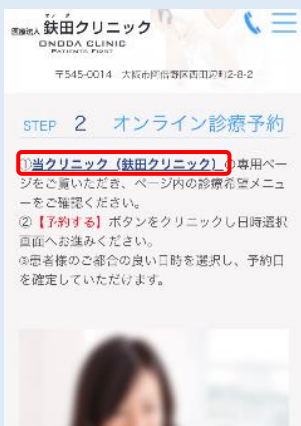 医療法人 鉄田クリニック
ONODA CLINIC
PATIENTS FIRST
〒545-0014 大阪市阿倍野区西田辺町2-8-2
STEP 2 オンライン診療予約
①当クリニック（鉄田クリニック）の専用ペー
ジをご覧いただき、ページ内の診療希望メニュ
ーをご確認ください。
②【予約する】ボタンをクリックし日時選択
画面へお進みください。
③患者様のご都合の良い日時を選択し、予約日
を確定していただけます。